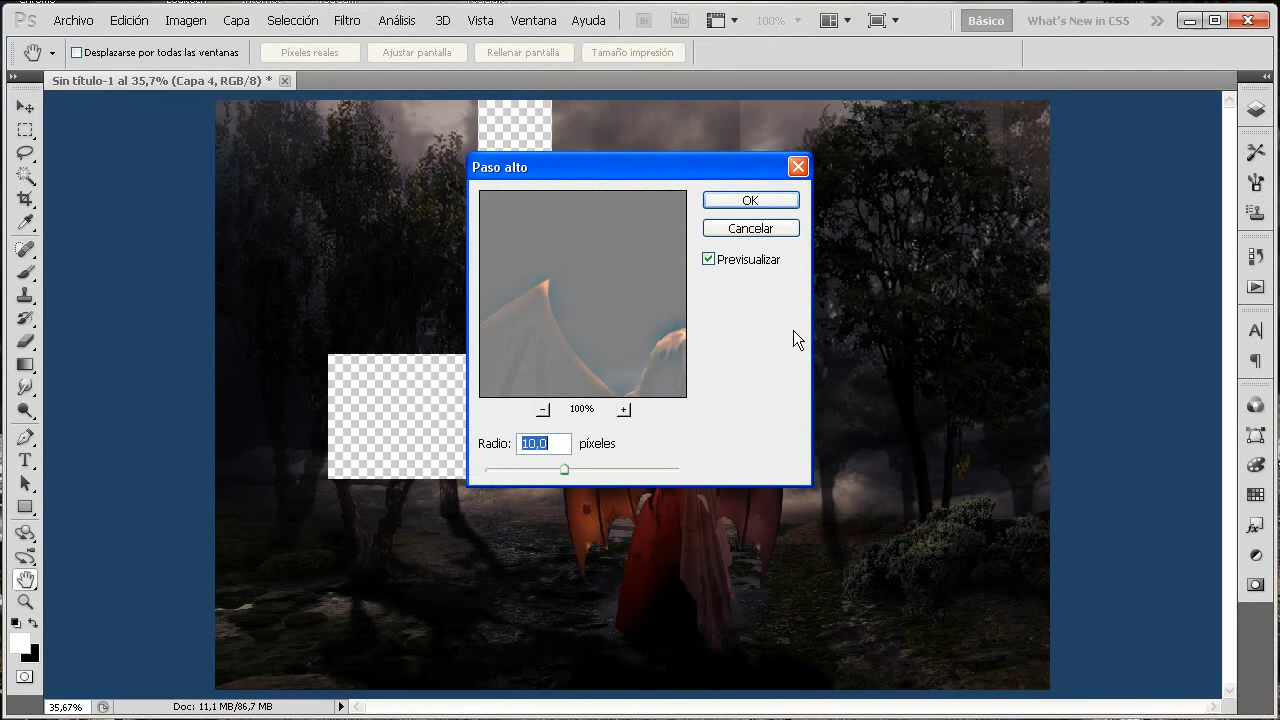 Ps Archivo Edición Imagen Capa Selección Filtro Análisis 3D Ventana Ayuda Br Mb 100% Básico What's New in CS5
Desplazarse por todas las ventanas Píxeles reales Ajustar pantalla Rellenar pantalla Tamaño impresión
Sin título-1 al 35,7% (Capa 4, RGB/8) *
Paso alto
OK
Cancelar
Previsualizar
100%
Radio: 10,0 píxeles
35,67% Doc: 11,1 MB/86,7 MB